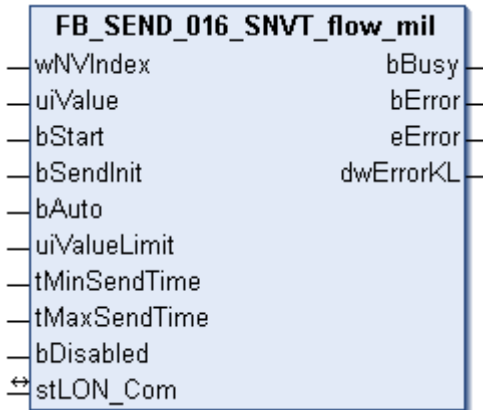 FB_SEND_016_SNVT_flow_mil
wNVIndex bBusy
uiValue bError
bStart eError
bSendInit dwErrorKL
bAuto
uiValueLimit
tMinSendTime
tMaxSendTime
bDisabled
stLON_Com